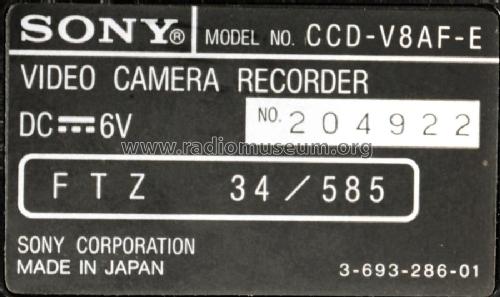 SONY® MODEL NO. CCD-V8AF-E
VIDEO CAMERA RECORDER
DC⎓6V NO. 204922
www.radiomuseum.org
FTZ 34/585
SONY CORPORATION
MADE IN JAPAN 3-693-286-01